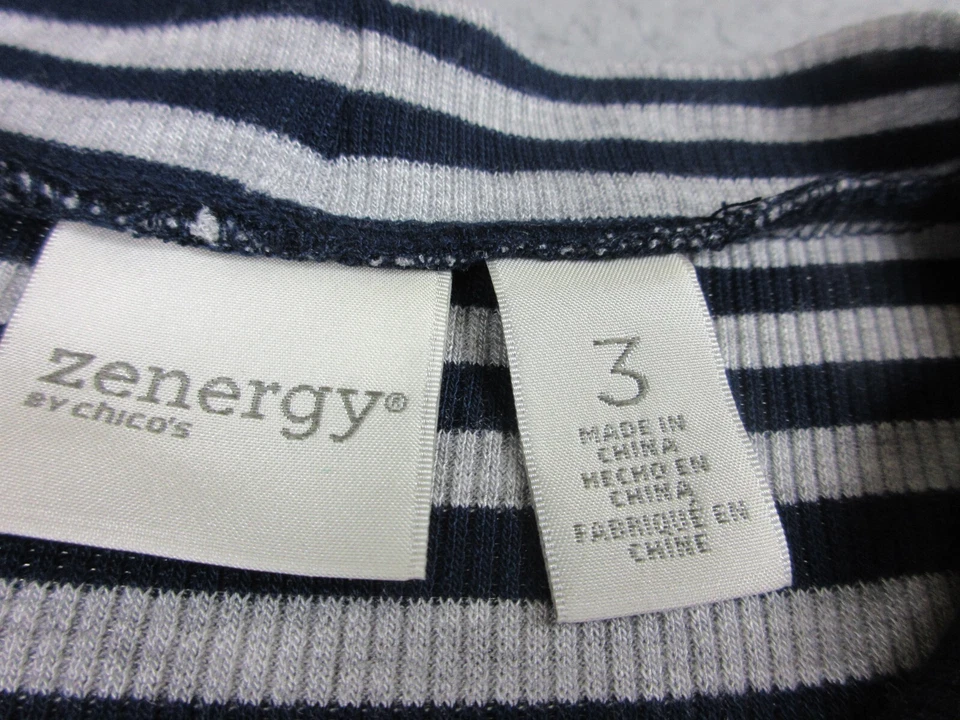 zenergy®
BY chico's
3
MADE IN
CHINA
HECHO EN
CHINA
FABRIQUÉ EN
CHINE